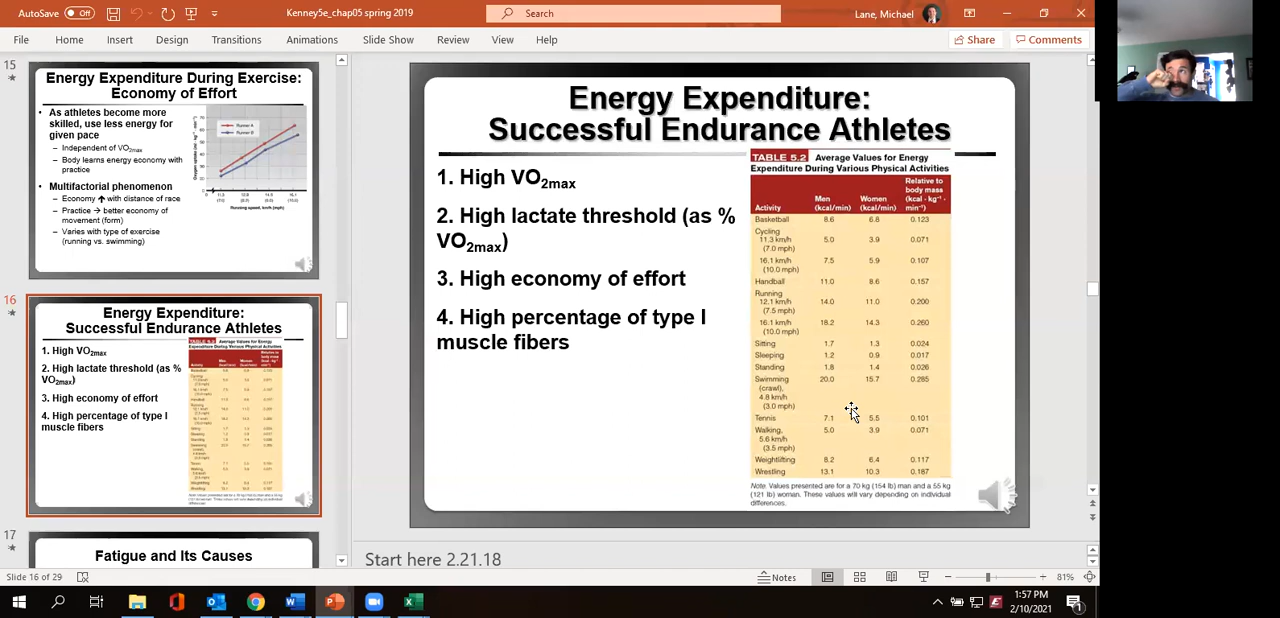 AutoSave Off
Kenney5e_chap05 spring 2019
Search
Lane, Michael
File Home Insert Design Transitions Animations Slide Show Review View Help
Share Comments
15
Energy Expenditure During Exercise:
Economy of Effort
• As athletes become more
skilled, use less energy for
given pace
– Independent of VO2max
– Body learns energy economy with
practice
• Multifactorial phenomenon
– Economy ↑ with distance of race
– Practice → better economy of
movement (form)
– Varies with type of exercise
(running vs. swimming)
Runner A
Runner B
Running speed, km/h (mph)
16
Energy Expenditure:
Successful Endurance Athletes
1. High VO2max
2. High lactate threshold (as %
VO2max)
3. High economy of effort
4. High percentage of type I
muscle fibers
17
Fatigue and Its Causes
Energy Expenditure:
Successful Endurance Athletes
1. High VO2max
2. High lactate threshold (as %
VO2max)
3. High economy of effort
4. High percentage of type I
muscle fibers
TABLE 5.2 Average Values for Energy
Expenditure During Various Physical Activities
Relative to
body mass
Men Women (kcal · kg⁻¹ ·
Activity (kcal/min) (kcal/min) min⁻¹)
Basketball 8.6 6.8 0.123
Cycling
11.3 km/h 5.0 3.9 0.071
(7.0 mph)
16.1 km/h 7.5 5.9 0.107
(10.0 mph)
Handball 11.0 8.6 0.157
Running
12.1 km/h 14.0 11.0 0.200
(7.5 mph)
16.1 km/h 18.2 14.3 0.260
(10.0 mph)
Sitting 1.7 1.3 0.024
Sleeping 1.2 0.9 0.017
Standing 1.8 1.4 0.026
Swimming 20.0 15.7 0.285
(crawl),
4.8 km/h
(3.0 mph)
Tennis 7.1 5.5 0.101
Walking, 5.0 3.9 0.071
5.6 km/h
(3.5 mph)
Weightlifting 8.2 6.4 0.117
Wrestling 13.1 10.3 0.187
Note: Values presented are for a 70 kg (154 lb) man and a 55 kg
(121 lb) woman. These values will vary depending on individual
differences.
Start here 2.21.18
Slide 16 of 29
Notes
81%
1:57 PM
2/10/2021